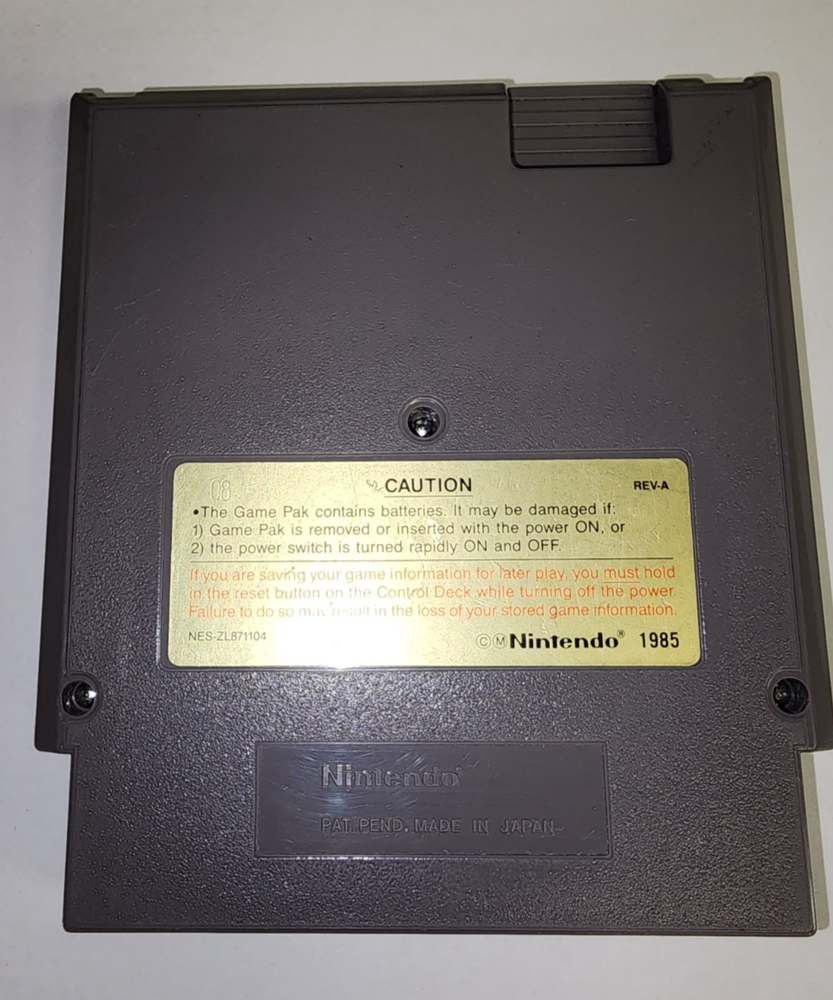 08
CAUTION REV-A
•The Game Pak contains batteries. It may be damaged if:
1) Game Pak is removed or inserted with the power ON, or
2) the power switch is turned rapidly ON and OFF.
If you are saving your game information for later play, you must hold
in the reset button on the Control Deck while turning off the power.
Failure to do so may result in the loss of your stored game information.
NES-ZL871104 ©Ⓜ Nintendo® 1985
Nintendo®
PAT. PEND. MADE IN JAPAN